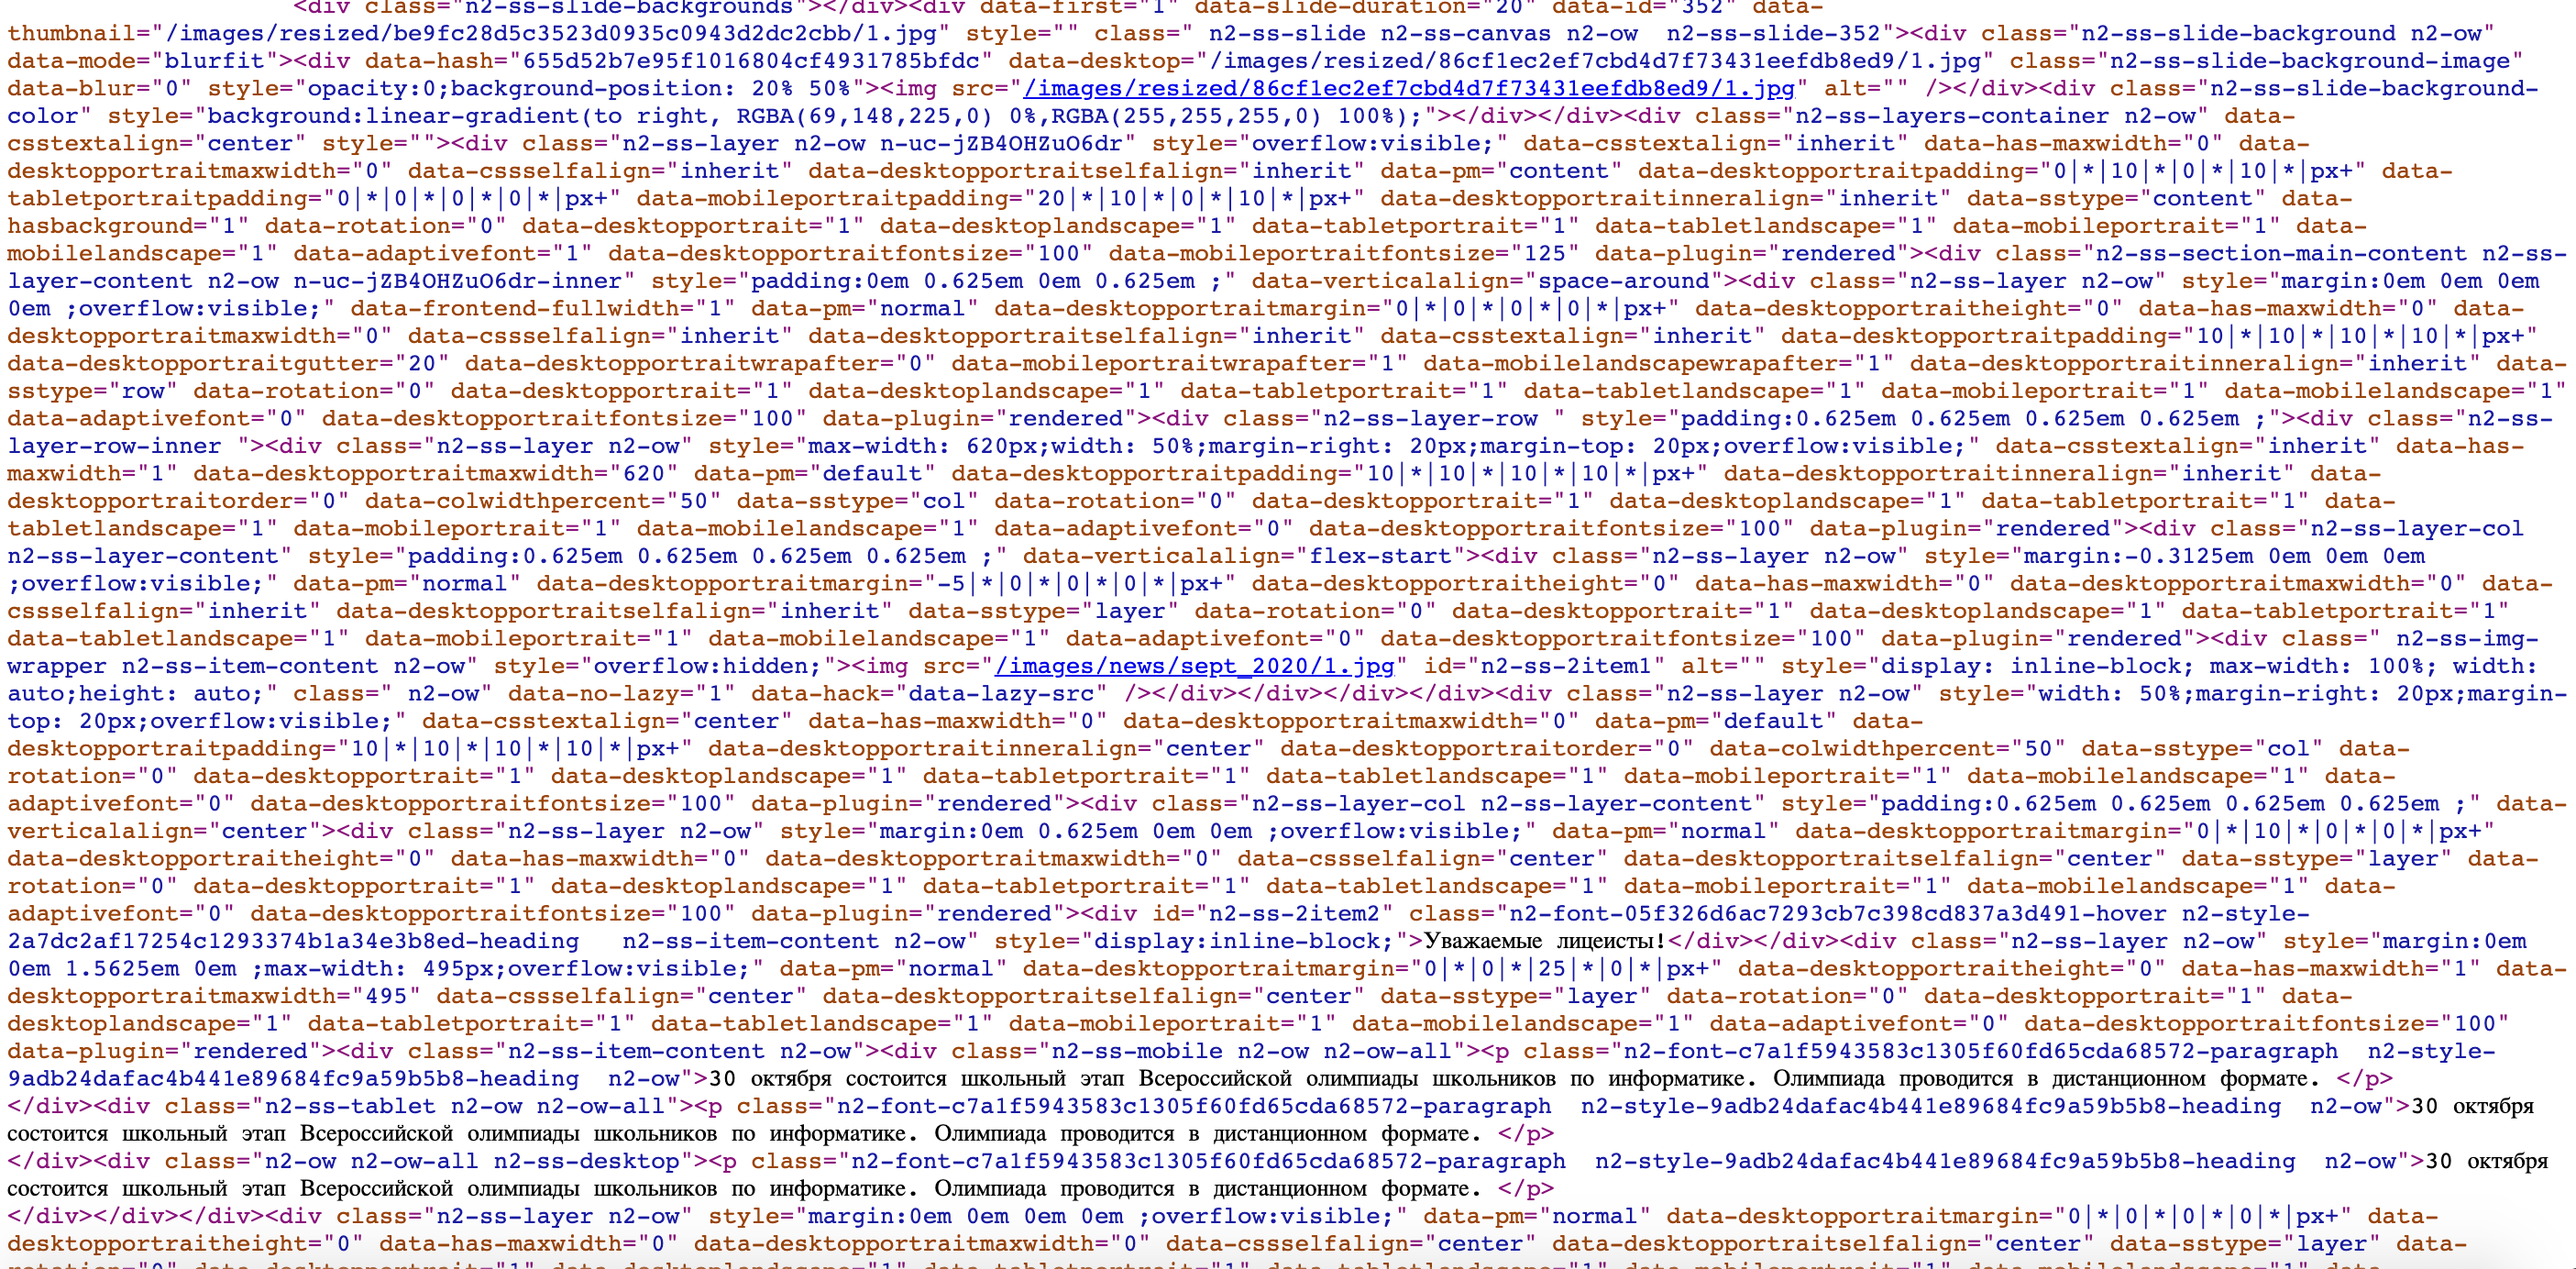 <div class="n2-ss-slide-backgrounds"></div><div data-first="1" data-slide-duration="20" data-id="352" data-
thumbnail="/images/resized/be9fc28d5c3523d0935c0943d2dc2cbb/1.jpg" style="" class=" n2-ss-slide n2-ss-canvas n2-ow  n2-ss-slide-352"><div class="n2-ss-slide-background n2-ow"
data-mode="blurfit"><div data-hash="655d52b7e95f1016804cf4931785bfdc" data-desktop="/images/resized/86cf1ec2ef7cbd4d7f73431eefdb8ed9/1.jpg" class="n2-ss-slide-background-image"
data-blur="0" style="opacity:0;background-position: 20% 50%"><img src="/images/resized/86cf1ec2ef7cbd4d7f73431eefdb8ed9/1.jpg" alt="" /></div><div class="n2-ss-slide-background-
color" style="background:linear-gradient(to right, RGBA(69,148,225,0) 0%,RGBA(255,255,255,0) 100%);"></div></div><div class="n2-ss-layers-container n2-ow" data-
csstextalign="center" style=""><div class="n2-ss-layer n2-ow n-uc-jZB4OHZuO6dr" style="overflow:visible;" data-csstextalign="inherit" data-has-maxwidth="0" data-
desktopportraitmaxwidth="0" data-cssselfalign="inherit" data-desktopportraitselfalign="inherit" data-pm="content" data-desktopportraitpadding="0|*|10|*|0|*|10|*|px+" data-
tabletportraitpadding="0|*|0|*|0|*|0|*|px+" data-mobileportraitpadding="20|*|10|*|0|*|10|*|px+" data-desktopportraitinneralign="inherit" data-sstype="content" data-
hasbackground="1" data-rotation="0" data-desktopportrait="1" data-desktoplandscape="1" data-tabletportrait="1" data-tabletlandscape="1" data-mobileportrait="1" data-
mobilelandscape="1" data-adaptivefont="1" data-desktopportraitfontsize="100" data-mobileportraitfontsize="125" data-plugin="rendered"><div class="n2-ss-section-main-content n2-ss-
layer-content n2-ow n-uc-jZB4OHZuO6dr-inner" style="padding:0em 0.625em 0em 0.625em ;" data-verticalalign="space-around"><div class="n2-ss-layer n2-ow" style="margin:0em 0em 0em
0em ;overflow:visible;" data-frontend-fullwidth="1" data-pm="normal" data-desktopportraitmargin="0|*|0|*|0|*|0|*|px+" data-desktopportraitheight="0" data-has-maxwidth="0" data-
desktopportraitmaxwidth="0" data-cssselfalign="inherit" data-desktopportraitselfalign="inherit" data-csstextalign="inherit" data-desktopportraitpadding="10|*|10|*|10|*|10|*|px+"
data-desktopportraitgutter="20" data-desktopportraitwrapafter="0" data-mobileportraitwrapafter="1" data-mobilelandscapewrapafter="1" data-desktopportraitinneralign="inherit" data-
sstype="row" data-rotation="0" data-desktopportrait="1" data-desktoplandscape="1" data-tabletportrait="1" data-tabletlandscape="1" data-mobileportrait="1" data-mobilelandscape="1"
data-adaptivefont="0" data-desktopportraitfontsize="100" data-plugin="rendered"><div class="n2-ss-layer-row " style="padding:0.625em 0.625em 0.625em 0.625em ;"><div class="n2-ss-
layer-row-inner "><div class="n2-ss-layer n2-ow" style="max-width: 620px;width: 50%;margin-right: 20px;margin-top: 20px;overflow:visible;" data-csstextalign="inherit" data-has-
maxwidth="1" data-desktopportraitmaxwidth="620" data-pm="default" data-desktopportraitpadding="10|*|10|*|10|*|10|*|px+" data-desktopportraitinneralign="inherit" data-
desktopportraitorder="0" data-colwidthpercent="50" data-sstype="col" data-rotation="0" data-desktopportrait="1" data-desktoplandscape="1" data-tabletportrait="1" data-
tabletlandscape="1" data-mobileportrait="1" data-mobilelandscape="1" data-adaptivefont="0" data-desktopportraitfontsize="100" data-plugin="rendered"><div class="n2-ss-layer-col
n2-ss-layer-content" style="padding:0.625em 0.625em 0.625em 0.625em ;" data-verticalalign="flex-start"><div class="n2-ss-layer n2-ow" style="margin:-0.3125em 0em 0em 0em
;overflow:visible;" data-pm="normal" data-desktopportraitmargin="-5|*|0|*|0|*|0|*|px+" data-desktopportraitheight="0" data-has-maxwidth="0" data-desktopportraitmaxwidth="0" data-
cssselfalign="inherit" data-desktopportraitselfalign="inherit" data-sstype="layer" data-rotation="0" data-desktopportrait="1" data-desktoplandscape="1" data-tabletportrait="1"
data-tabletlandscape="1" data-mobileportrait="1" data-mobilelandscape="1" data-adaptivefont="0" data-desktopportraitfontsize="100" data-plugin="rendered"><div class=" n2-ss-img-
wrapper n2-ss-item-content n2-ow" style="overflow:hidden;"><img src="/images/news/sept_2020/1.jpg" id="n2-ss-2item1" alt="" style="display: inline-block; max-width: 100%; width:
auto;height: auto;" class=" n2-ow" data-no-lazy="1" data-hack="data-lazy-src" /></div></div></div></div><div class="n2-ss-layer n2-ow" style="width: 50%;margin-right: 20px;margin-
top: 20px;overflow:visible;" data-csstextalign="center" data-has-maxwidth="0" data-desktopportraitmaxwidth="0" data-pm="default" data-
desktopportraitpadding="10|*|10|*|10|*|10|*|px+" data-desktopportraitinneralign="center" data-desktopportraitorder="0" data-colwidthpercent="50" data-sstype="col" data-
rotation="0" data-desktopportrait="1" data-desktoplandscape="1" data-tabletportrait="1" data-tabletlandscape="1" data-mobileportrait="1" data-mobilelandscape="1" data-
adaptivefont="0" data-desktopportraitfontsize="100" data-plugin="rendered"><div class="n2-ss-layer-col n2-ss-layer-content" style="padding:0.625em 0.625em 0.625em 0.625em ;" data-
verticalalign="center"><div class="n2-ss-layer n2-ow" style="margin:0em 0.625em 0em 0em ;overflow:visible;" data-pm="normal" data-desktopportraitmargin="0|*|10|*|0|*|0|*|px+"
data-desktopportraitheight="0" data-has-maxwidth="0" data-desktopportraitmaxwidth="0" data-cssselfalign="center" data-desktopportraitselfalign="center" data-sstype="layer" data-
rotation="0" data-desktopportrait="1" data-desktoplandscape="1" data-tabletportrait="1" data-tabletlandscape="1" data-mobileportrait="1" data-mobilelandscape="1" data-
adaptivefont="0" data-desktopportraitfontsize="100" data-plugin="rendered"><div id="n2-ss-2item2" class="n2-font-05f326d6ac7293cb7c398cd837a3d491-hover n2-style-
2a7dc2af17254c1293374b1a34e3b8ed-heading   n2-ss-item-content n2-ow" style="display:inline-block;">Уважаемые лицеисты!</div></div><div class="n2-ss-layer n2-ow" style="margin:0em
0em 1.5625em 0em ;max-width: 495px;overflow:visible;" data-pm="normal" data-desktopportraitmargin="0|*|0|*|25|*|0|*|px+" data-desktopportraitheight="0" data-has-maxwidth="1" data-
desktopportraitmaxwidth="495" data-cssselfalign="center" data-desktopportraitselfalign="center" data-sstype="layer" data-rotation="0" data-desktopportrait="1" data-
desktoplandscape="1" data-tabletportrait="1" data-tabletlandscape="1" data-mobileportrait="1" data-mobilelandscape="1" data-adaptivefont="0" data-desktopportraitfontsize="100"
data-plugin="rendered"><div class="n2-ss-item-content n2-ow"><div class="n2-ss-mobile n2-ow n2-ow-all"><p class="n2-font-c7a1f5943583c1305f60fd65cda68572-paragraph  n2-style-
9adb24dafac4b441e89684fc9a59b5b8-heading  n2-ow">30 октября состоится школьный этап Всероссийской олимпиады школьников по информатике. Олимпиада проводится в дистанционном формате. </p>
</div><div class="n2-ss-tablet n2-ow n2-ow-all"><p class="n2-font-c7a1f5943583c1305f60fd65cda68572-paragraph  n2-style-9adb24dafac4b441e89684fc9a59b5b8-heading  n2-ow">30 октября
состоится школьный этап Всероссийской олимпиады школьников по информатике. Олимпиада проводится в дистанционном формате. </p>
</div><div class="n2-ow n2-ow-all n2-ss-desktop"><p class="n2-font-c7a1f5943583c1305f60fd65cda68572-paragraph  n2-style-9adb24dafac4b441e89684fc9a59b5b8-heading  n2-ow">30 октября
состоится школьный этап Всероссийской олимпиады школьников по информатике. Олимпиада проводится в дистанционном формате. </p>
</div></div></div><div class="n2-ss-layer n2-ow" style="margin:0em 0em 0em 0em ;overflow:visible;" data-pm="normal" data-desktopportraitmargin="0|*|0|*|0|*|0|*|px+" data-
desktopportraitheight="0" data-has-maxwidth="0" data-desktopportraitmaxwidth="0" data-cssselfalign="center" data-desktopportraitselfalign="center" data-sstype="layer" data-